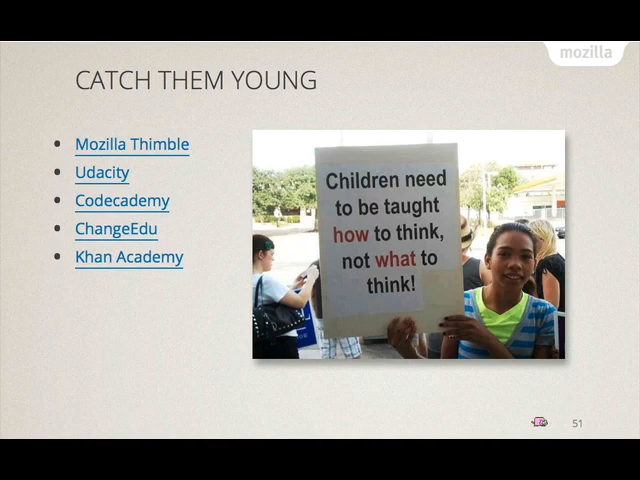 mozilla
CATCH THEM YOUNG
• Mozilla Thimble
• Udacity
• Codecademy
• ChangeEdu
• Khan Academy
Children need
to be taught
how to think,
not what to
think!
51